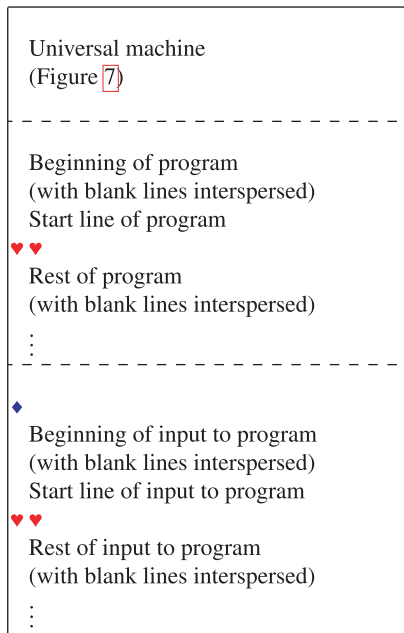 Universal machine
(Figure 7)
Beginning of program
(with blank lines interspersed)
Start line of program
♥ ♥
Rest of program
(with blank lines interspersed)
⋮
♦
Beginning of input to program
(with blank lines interspersed)
Start line of input to program
♥ ♥
Rest of input to program
(with blank lines interspersed)
⋮